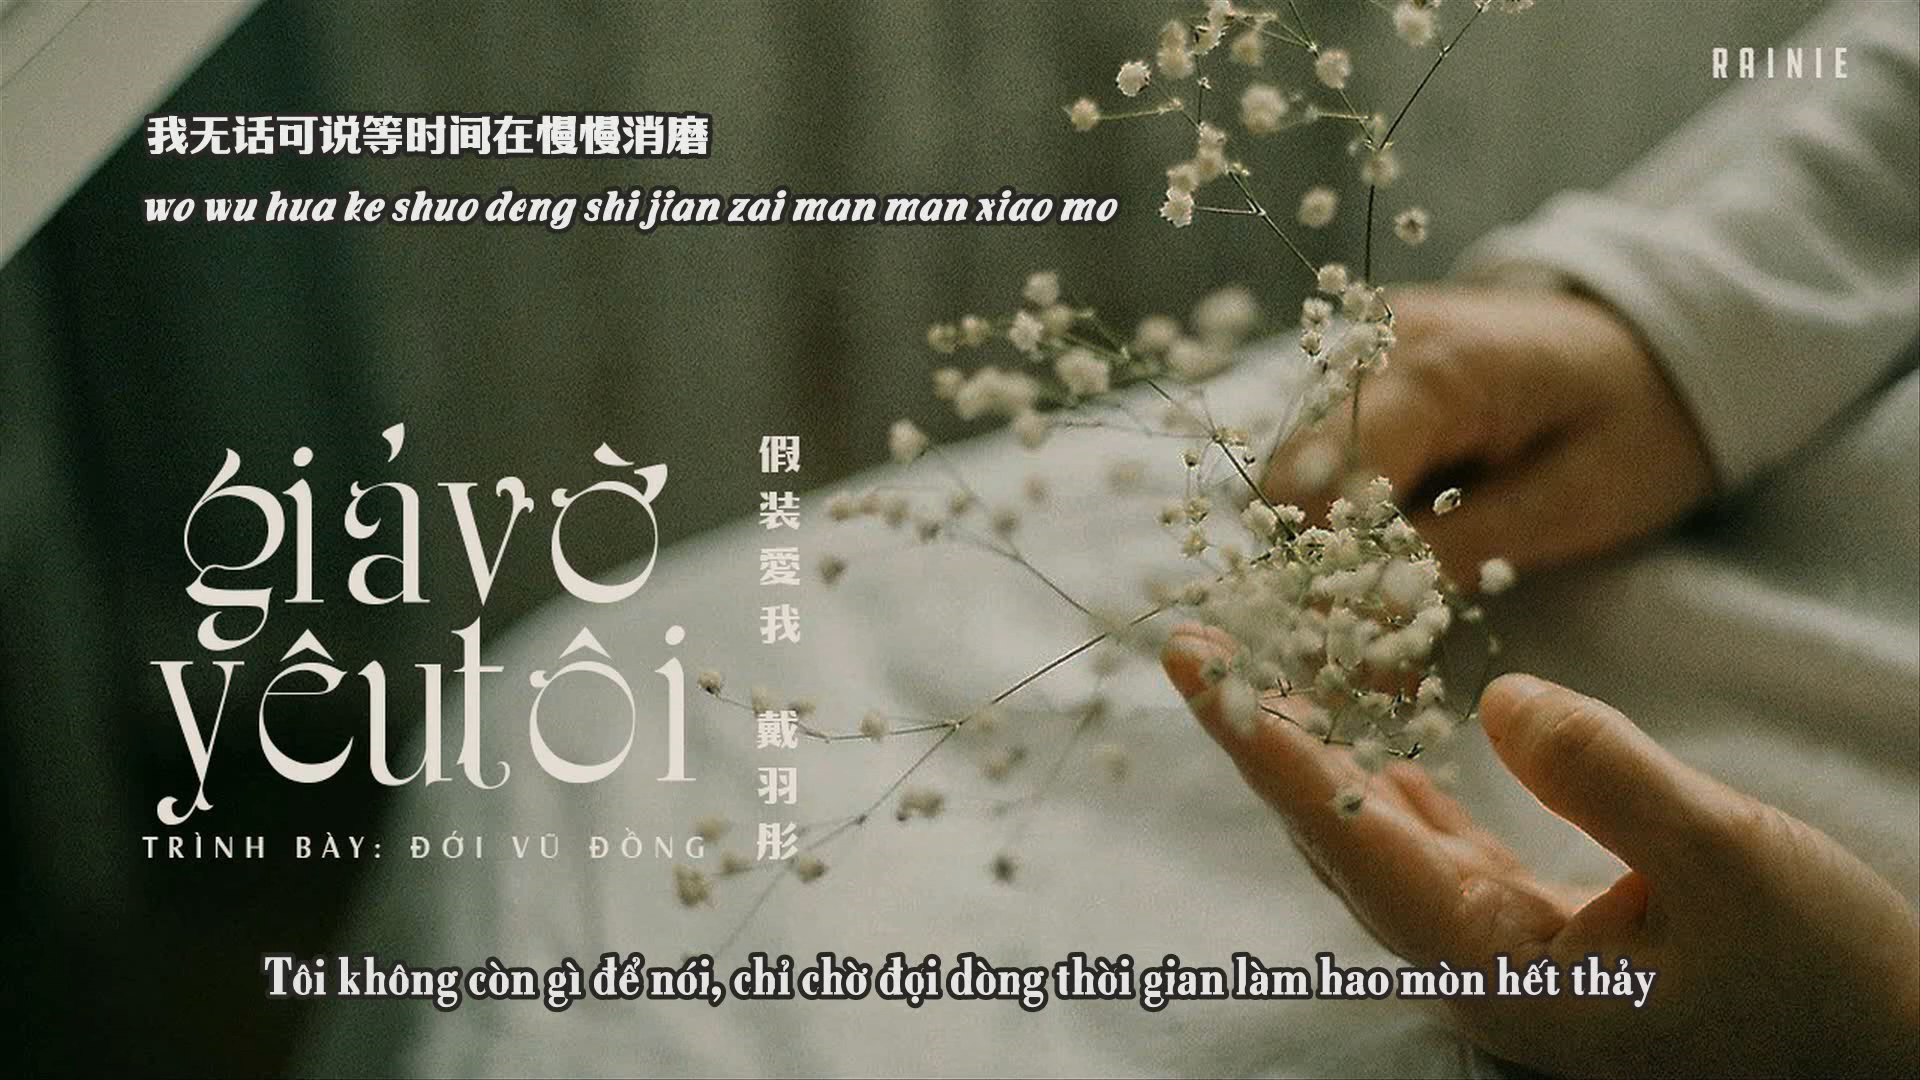 RAINIE
我无话可说等时间在慢慢消磨
wo wu hua ke shuo deng shi jian zai man man xiao mo
giả vờ
yêu tôi
假装愛我 戴羽彤
TRÌNH BÀY: ĐỚI VŨ ĐỒNG
Tôi không còn gì để nói, chỉ chờ đợi dòng thời gian làm hao mòn hết thảy